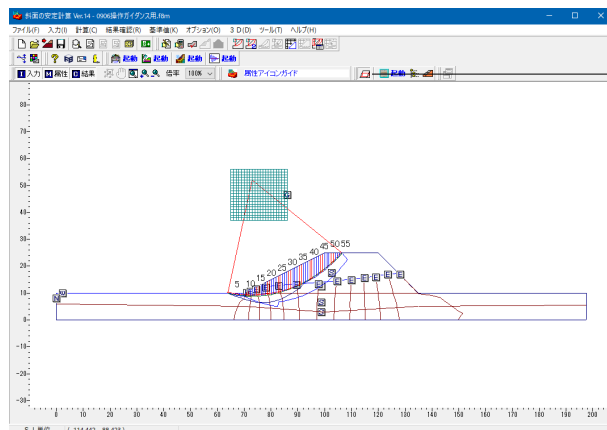 斜面の安定計算 Ver.14 - 0906操作ガイダンス用.f8m
ファイル(F) 入力(I) 計算(C) 結果確認(R) 基準値(K) オプション(O) 3 D(D) ツール(T) ヘルプ(H)
起動 起動 起動 起動
I 入力 M 属性 G 結果 倍率 100% 属性アイコンガイド 起動
80
70
60
50
40
30
20
10
0
-10
-20
-30
5 10 15 20 25 30 35 40 45 50 55
0 10 20 30 40 50 60 70 80 90 100 110 120 130 140 150 160 170 180 190 200